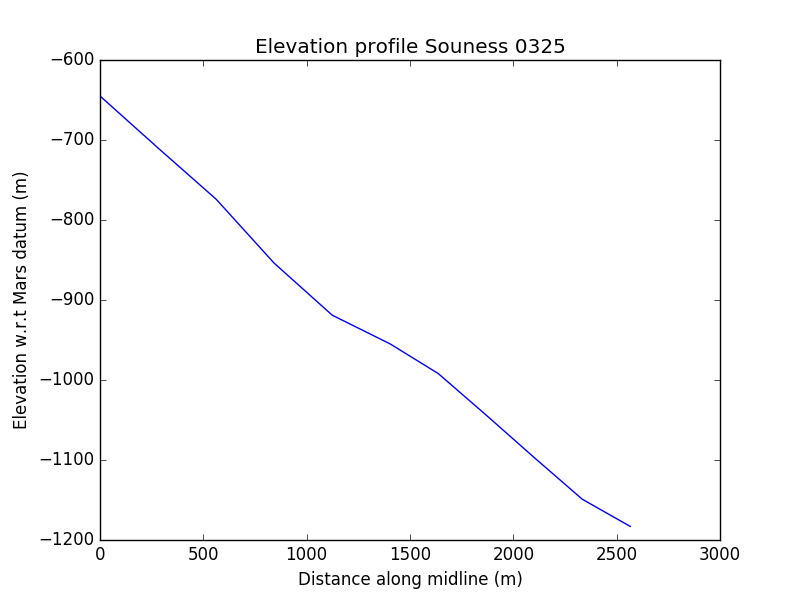 Elevation profile Souness 0325
−600
−700
−800
−900
−1000
−1100
−1200
Elevation w.r.t Mars datum (m)
0 500 1000 1500 2000 2500 3000
Distance along midline (m)